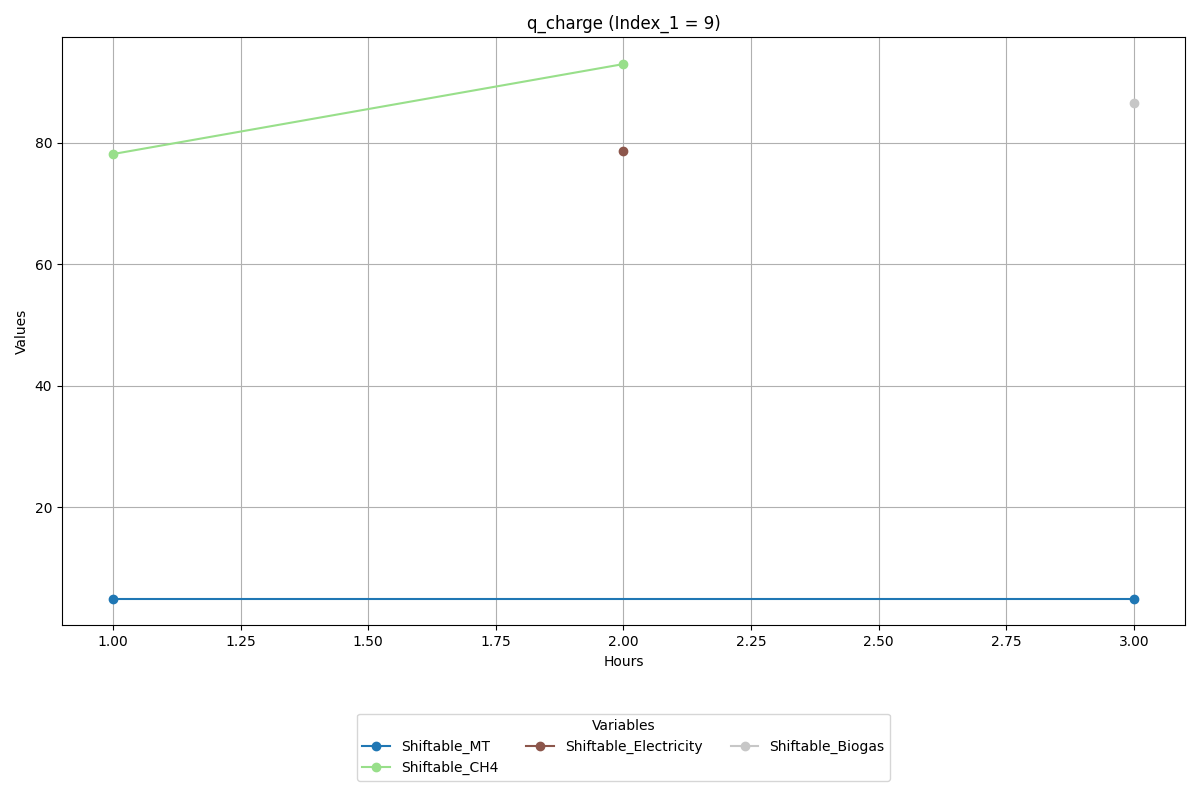 q_charge (Index_1 = 9)
80
60
40
20
Values
1.00 1.25 1.50 1.75 2.00 2.25 2.50 2.75 3.00
Hours
Variables
Shiftable_MT Shiftable_Electricity Shiftable_Biogas
Shiftable_CH4